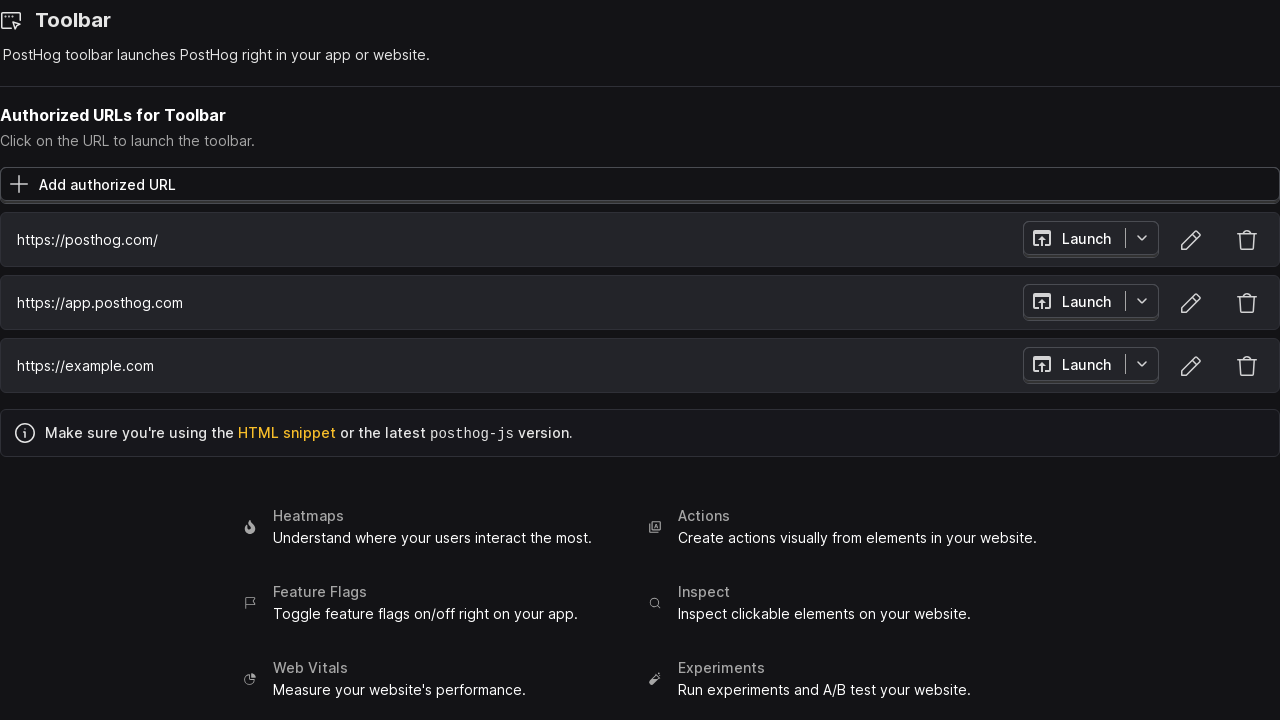 Toolbar
PostHog toolbar launches PostHog right in your app or website.
Authorized URLs for Toolbar
Click on the URL to launch the toolbar.
Add authorized URL
https://posthog.com/ Launch
https://app.posthog.com Launch
https://example.com Launch
Make sure you're using the HTML snippet or the latest posthog-js version.
Heatmaps
Understand where your users interact the most.
Actions
Create actions visually from elements in your website.
Feature Flags
Toggle feature flags on/off right on your app.
Inspect
Inspect clickable elements on your website.
Web Vitals
Measure your website's performance.
Experiments
Run experiments and A/B test your website.